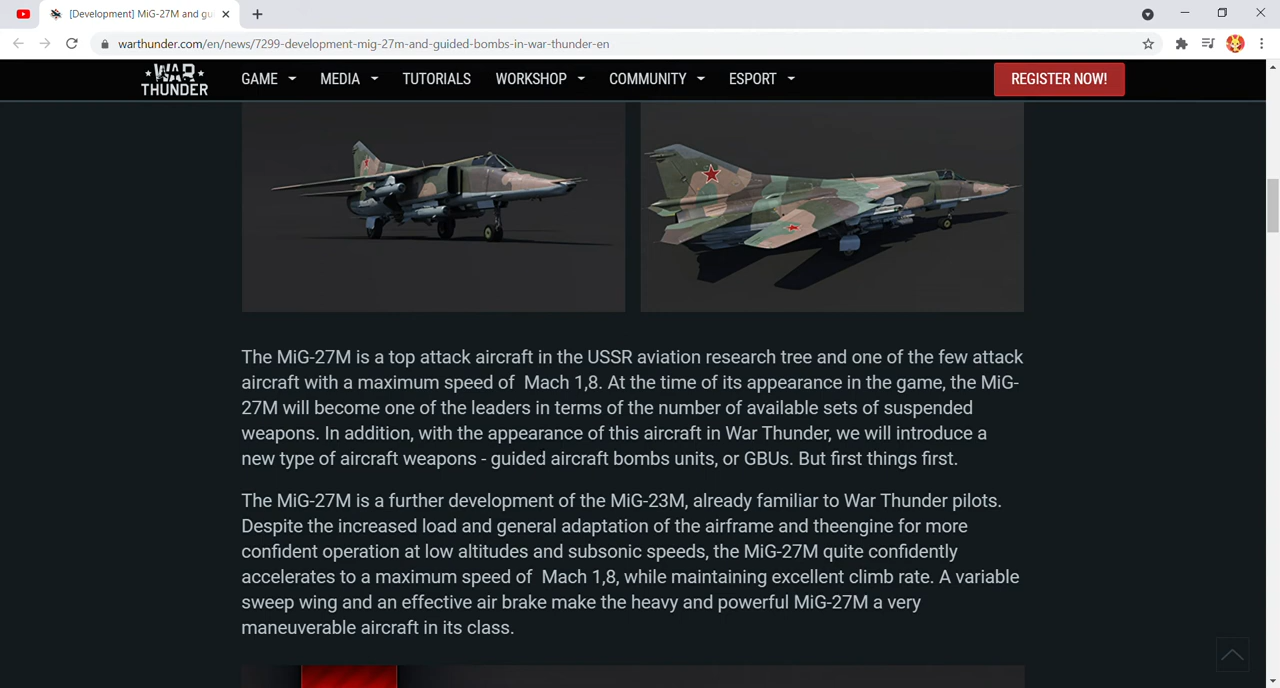 [Development] MiG-27M and gu
warthunder.com/en/news/7299-development-mig-27m-and-guided-bombs-in-war-thunder-en
WAR
THUNDER
GAME
MEDIA
TUTORIALS
WORKSHOP
COMMUNITY
ESPORT
REGISTER NOW!
The MiG-27M is a top attack aircraft in the USSR aviation research tree and one of the few attack
aircraft with a maximum speed of  Mach 1,8. At the time of its appearance in the game, the MiG-
27M will become one of the leaders in terms of the number of available sets of suspended
weapons. In addition, with the appearance of this aircraft in War Thunder, we will introduce a
new type of aircraft weapons - guided aircraft bombs units, or GBUs. But first things first.
The MiG-27M is a further development of the MiG-23M, already familiar to War Thunder pilots.
Despite the increased load and general adaptation of the airframe and theengine for more
confident operation at low altitudes and subsonic speeds, the MiG-27M quite confidently
accelerates to a maximum speed of  Mach 1,8, while maintaining excellent climb rate. A variable
sweep wing and an effective air brake make the heavy and powerful MiG-27M a very
maneuverable aircraft in its class.